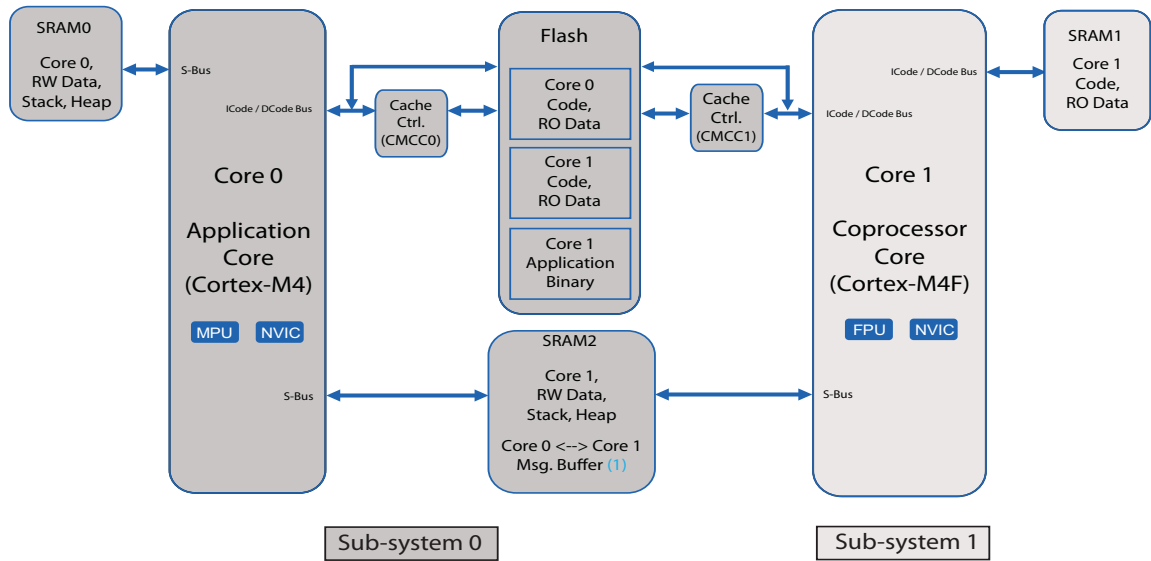 SRAM0
Core 0,
RW Data,
Stack, Heap
S-Bus
ICode / DCode Bus
Core 0
Application
Core
(Cortex-M4)
MPU
NVIC
S-Bus
Cache
Ctrl.
(CMCC0)
Flash
Core 0
Code,
RO Data
Core 1
Code,
RO Data
Core 1
Application
Binary
SRAM2
Core 1,
RW Data,
Stack, Heap
Core 0 <--> Core 1
Msg. Buffer (1)
Cache
Ctrl.
(CMCC1)
ICode / DCode Bus
ICode / DCode Bus
Core 1
Coprocessor
Core
(Cortex-M4F)
FPU
NVIC
S-Bus
SRAM1
Core 1
Code,
RO Data
Sub-system 0
Sub-system 1